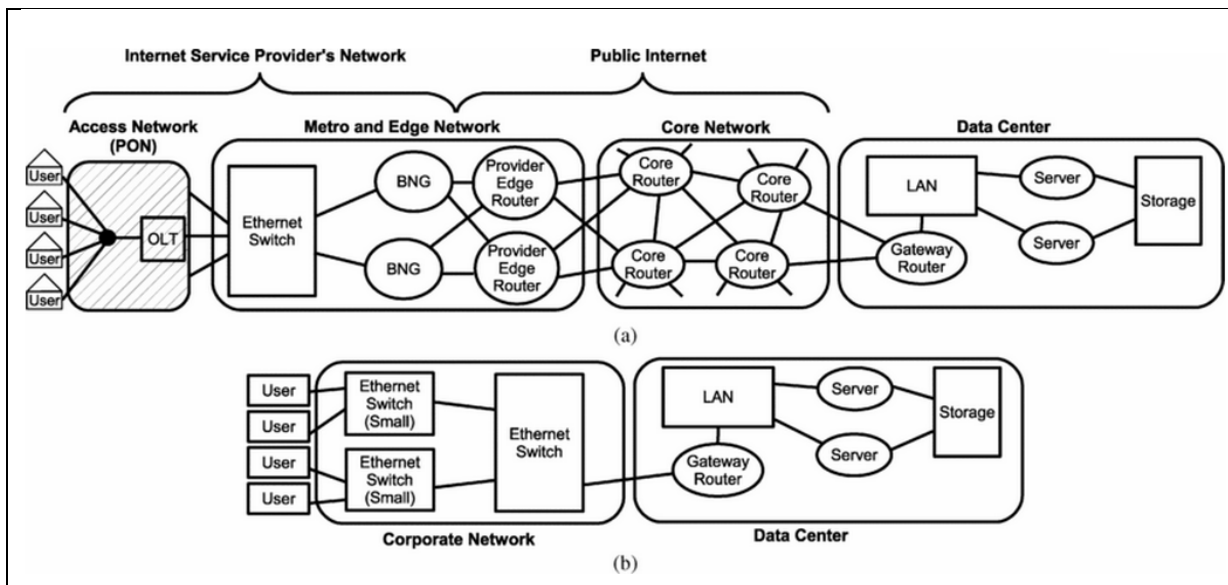 Internet Service Provider's Network
Public Internet
Access Network
(PON)
Metro and Edge Network
Core Network
Data Center
User
User
User
User
OLT
Ethernet
Switch
BNG
BNG
Provider
Edge
Router
Provider
Edge
Router
Core
Router
Core
Router
Core
Router
Core
Router
LAN
Gateway
Router
Server
Server
Storage
(a)
User
User
User
User
Ethernet
Switch
(Small)
Ethernet
Switch
(Small)
Ethernet
Switch
LAN
Gateway
Router
Server
Server
Storage
Corporate Network
Data Center
(b)